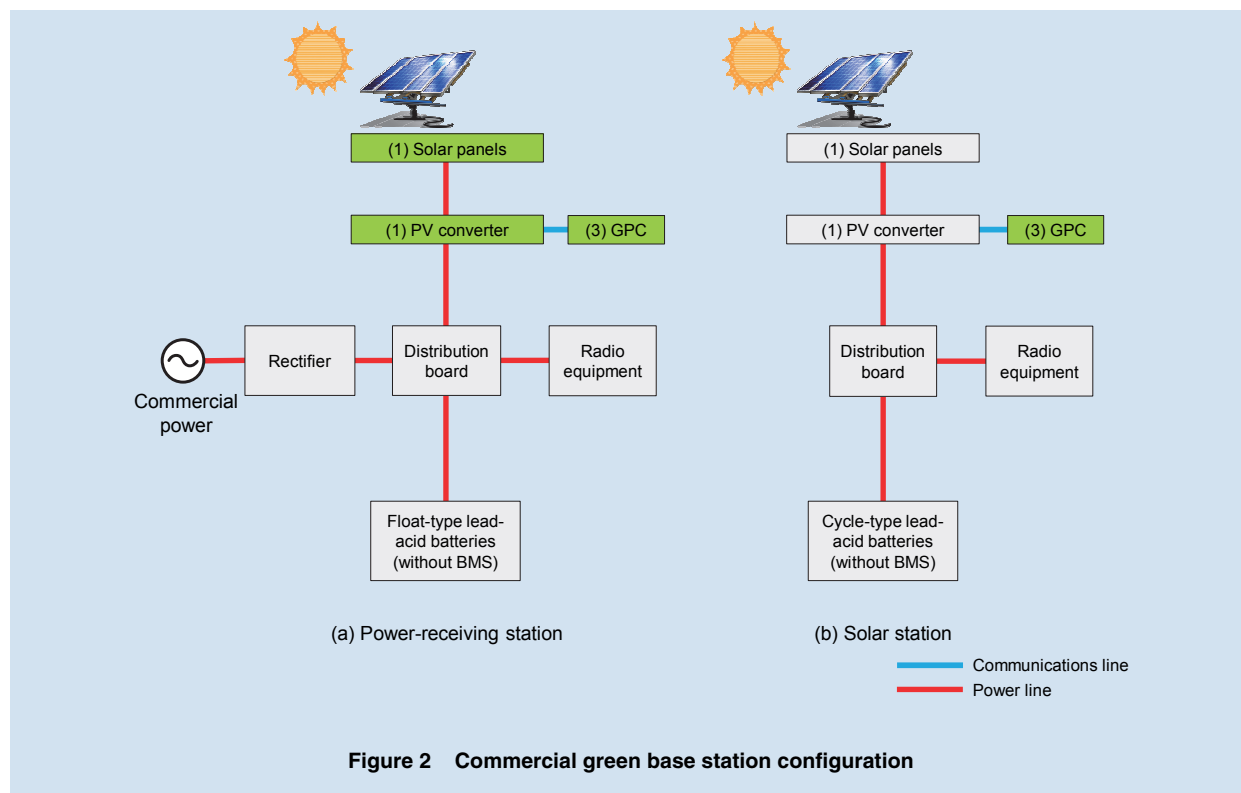 (1) Solar panels
(1) PV converter
(3) GPC
Commercial
power
Rectifier
Distribution
board
Radio
equipment
Float-type lead-
acid batteries
(without BMS)
(a) Power-receiving station
(1) Solar panels
(1) PV converter
(3) GPC
Distribution
board
Radio
equipment
Cycle-type lead-
acid batteries
(without BMS)
(b) Solar station
Communications line
Power line
Figure 2 Commercial green base station configuration